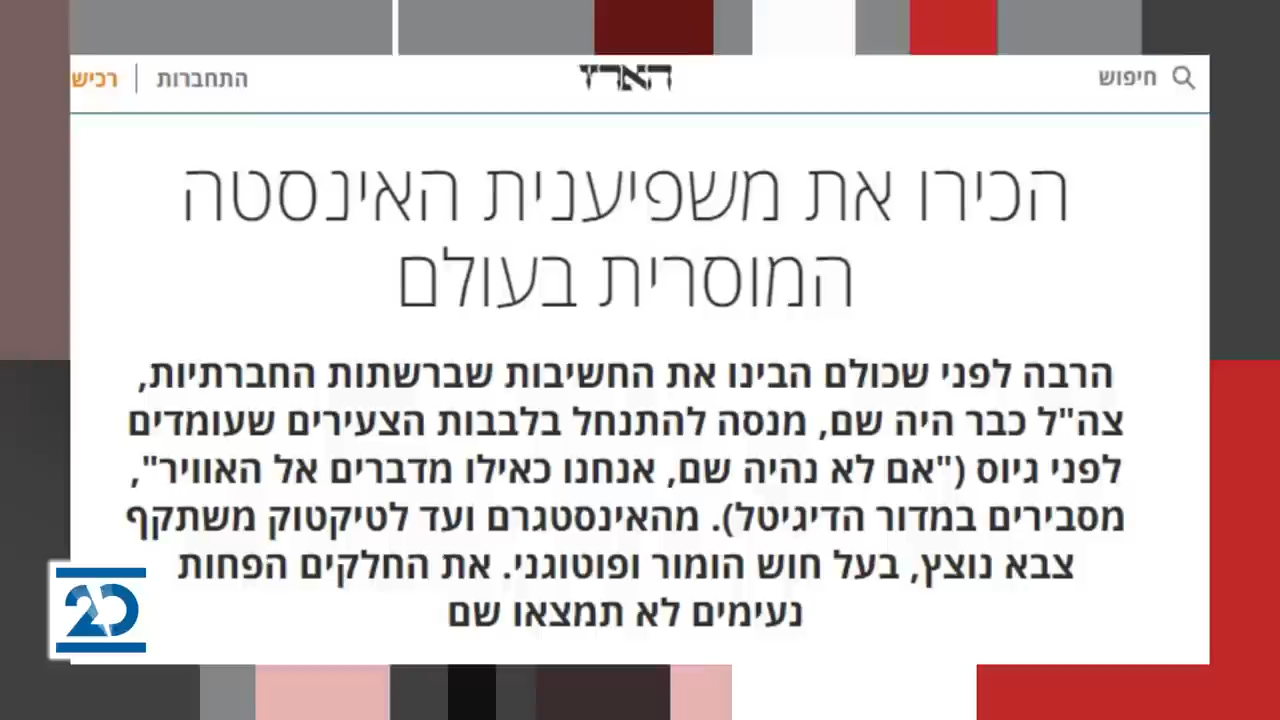 חיפוש
הארץ
התחברות
רכיש
הכירו את משפיענית האינסטה
המוסרית בעולם
הרבה לפני שכולם הבינו את החשיבות שברשתות החברתיות,
צה"ל כבר היה שם, מנסה להתנחל בלבבות הצעירים שעומדים
לפני גיוס ("אם לא נהיה שם, אנחנו כאילו מדברים אל האוויר",
מסבירים במדור הדיגיטל). מהאינסטגרם ועד לטיקטוק משתקף
צבא נוצץ, בעל חוש הומור ופוטוגני. את החלקים הפחות
נעימים לא תמצאו שם
20